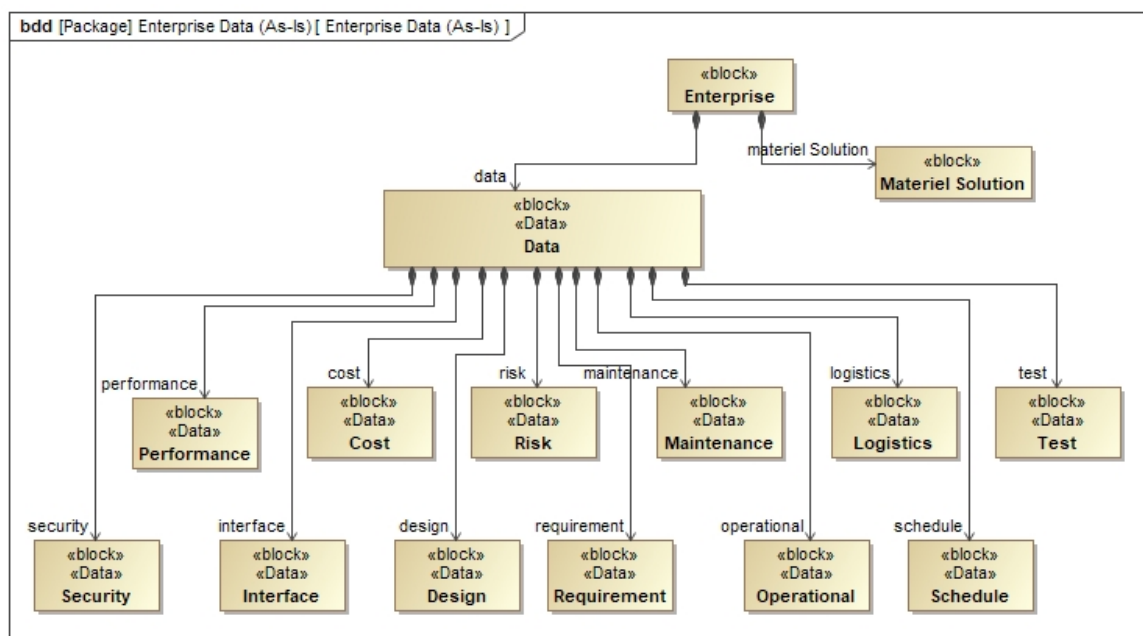 bdd [Package] Enterprise Data (As-Is) [ Enterprise Data (As-Is) ]
«block»
Enterprise
materiel Solution
«block»
Materiel Solution
data
«block»
«Data»
Data
performance
«block»
«Data»
Performance
cost
«block»
«Data»
Cost
risk
«block»
«Data»
Risk
maintenance
«block»
«Data»
Maintenance
logistics
«block»
«Data»
Logistics
test
«block»
«Data»
Test
security
«block»
«Data»
Security
interface
«block»
«Data»
Interface
design
«block»
«Data»
Design
requirement
«block»
«Data»
Requirement
operational
«block»
«Data»
Operational
schedule
«block»
«Data»
Schedule